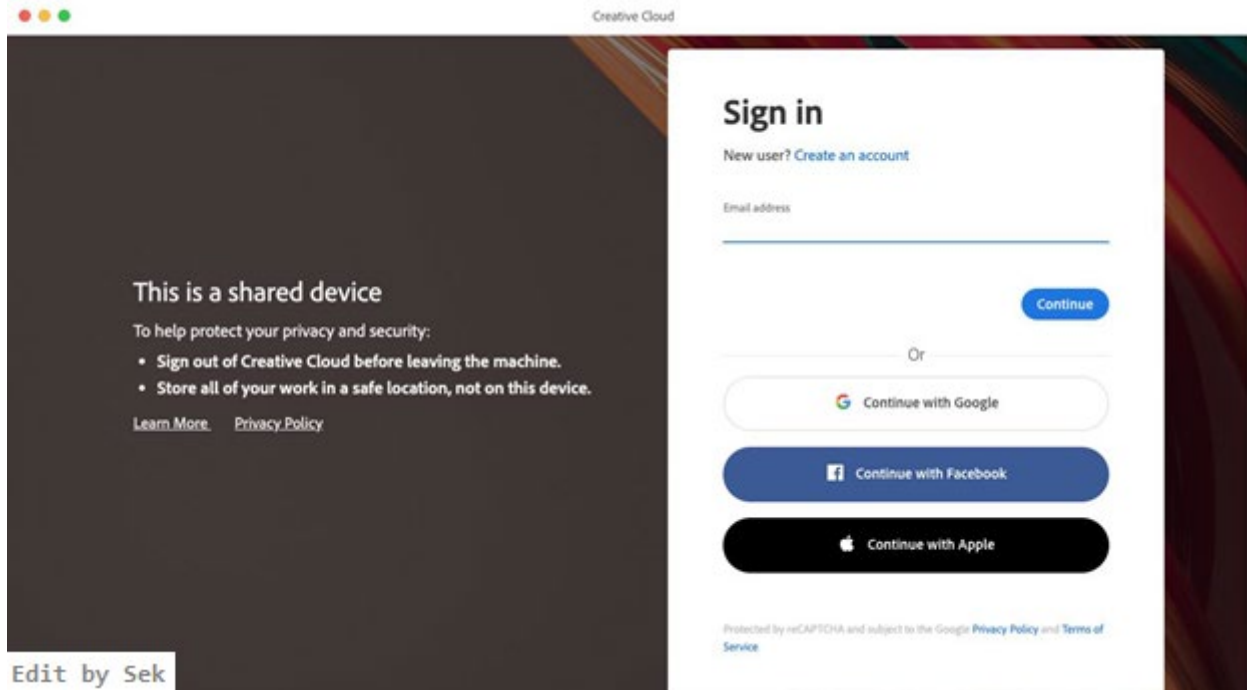 Creative Cloud
This is a shared device
To help protect your privacy and security:
• Sign out of Creative Cloud before leaving the machine.
• Store all of your work in a safe location, not on this device.
Learn More Privacy Policy
Sign in
New user? Create an account
Email address
Continue
Or
Continue with Google
Continue with Facebook
Continue with Apple
Protected by reCAPTCHA and subject to the Google Privacy Policy and Terms of
Service
Edit by Sek